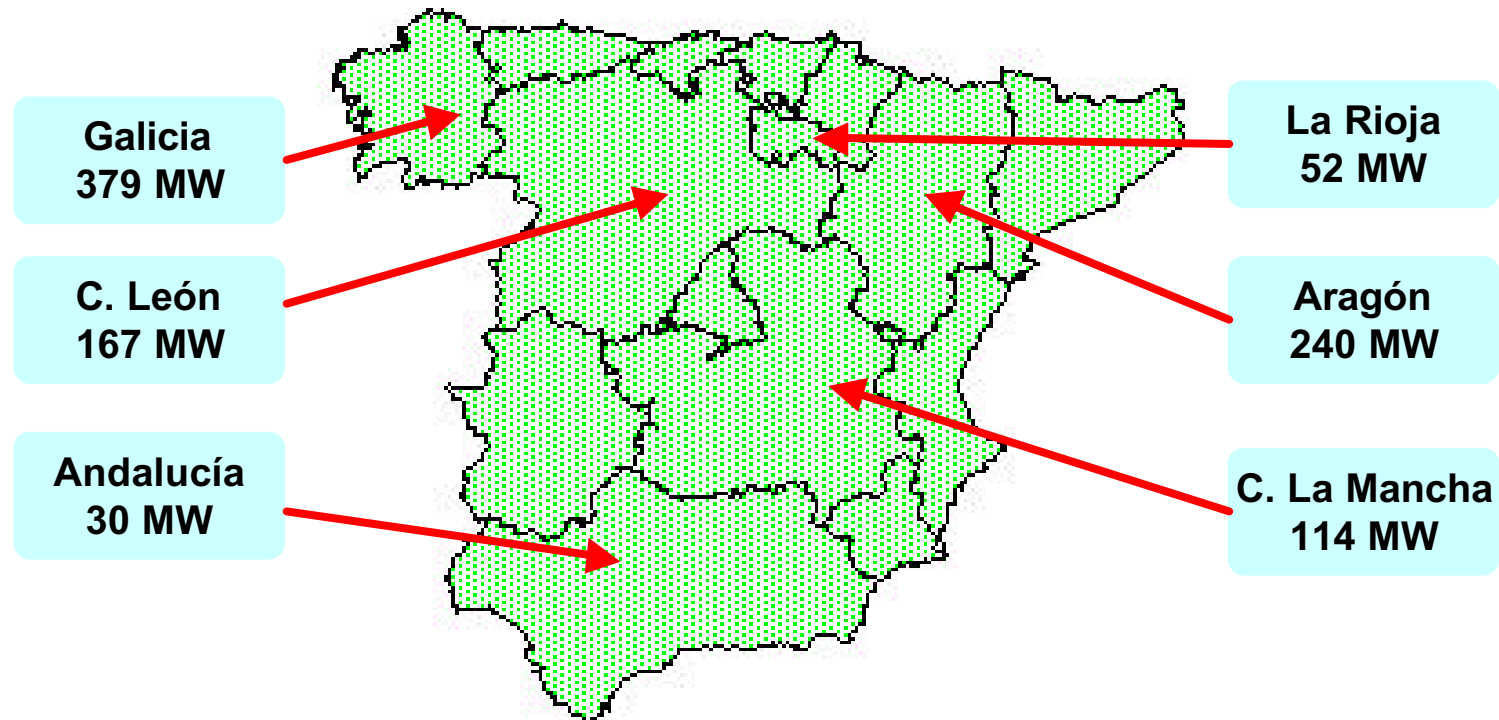 Galicia
379 MW
C. León
167 MW
Andalucía
30 MW
La Rioja
52 MW
Aragón
240 MW
C. La Mancha
114 MW